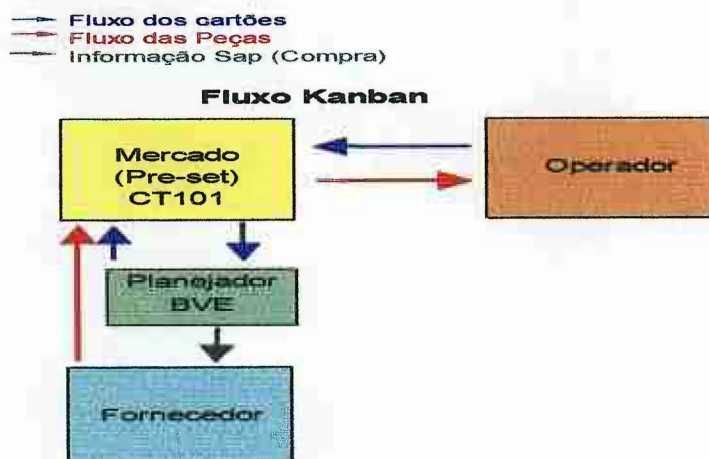 Fluxo dos cartões
Fluxo das Peças
Informação Sap (Compra)
Fluxo Kanban
Mercado
(Pre-set)
CT101
Operador
Planejador
BVE
Fornecedor